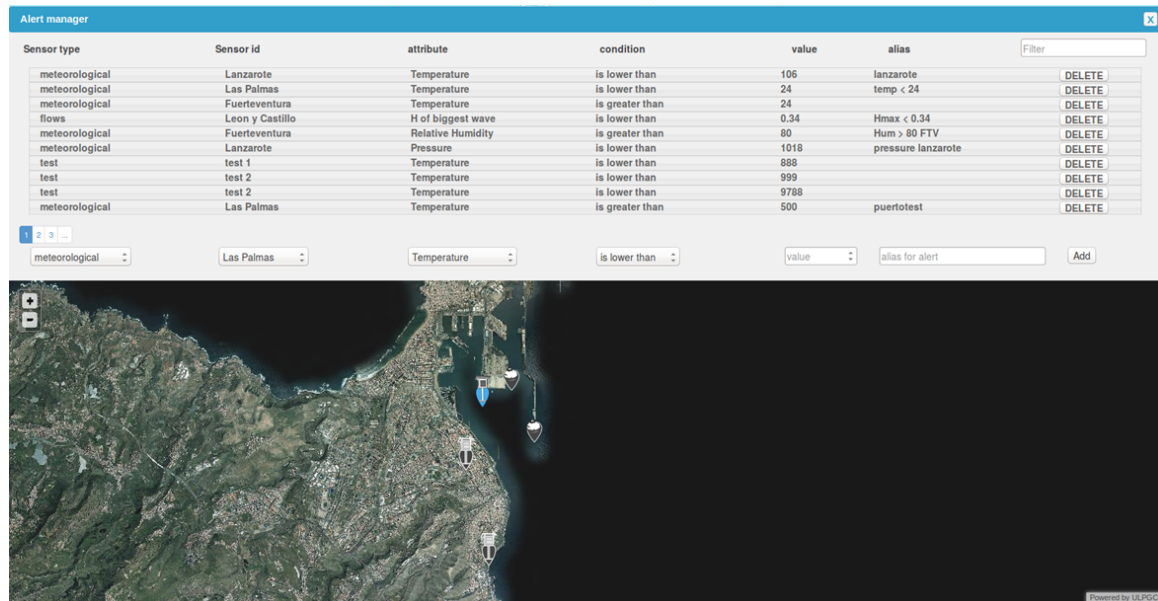 Alert manager X
Sensor type Sensor id attribute condition value alias Filter
meteorological Lanzarote Temperature is lower than 106 lanzarote DELETE
meteorological Las Palmas Temperature is lower than 24 temp < 24 DELETE
meteorological Fuerteventura Temperature is greater than 24 DELETE
flows Leon y Castillo H of biggest wave is lower than 0.34 Hmax < 0.34 DELETE
meteorological Fuerteventura Relative Humidity is greater than 80 Hum > 80 FTV DELETE
meteorological Lanzarote Pressure is lower than 1018 pressure lanzarote DELETE
test test 1 Temperature is lower than 888 DELETE
test test 2 Temperature is lower than 999 DELETE
test test 2 Temperature is lower than 9788 DELETE
meteorological Las Palmas Temperature is greater than 500 puertotest DELETE
1 2 3 ...
meteorological Las Palmas Temperature is lower than value alias for alert Add
+
-
Powered by ULPGC